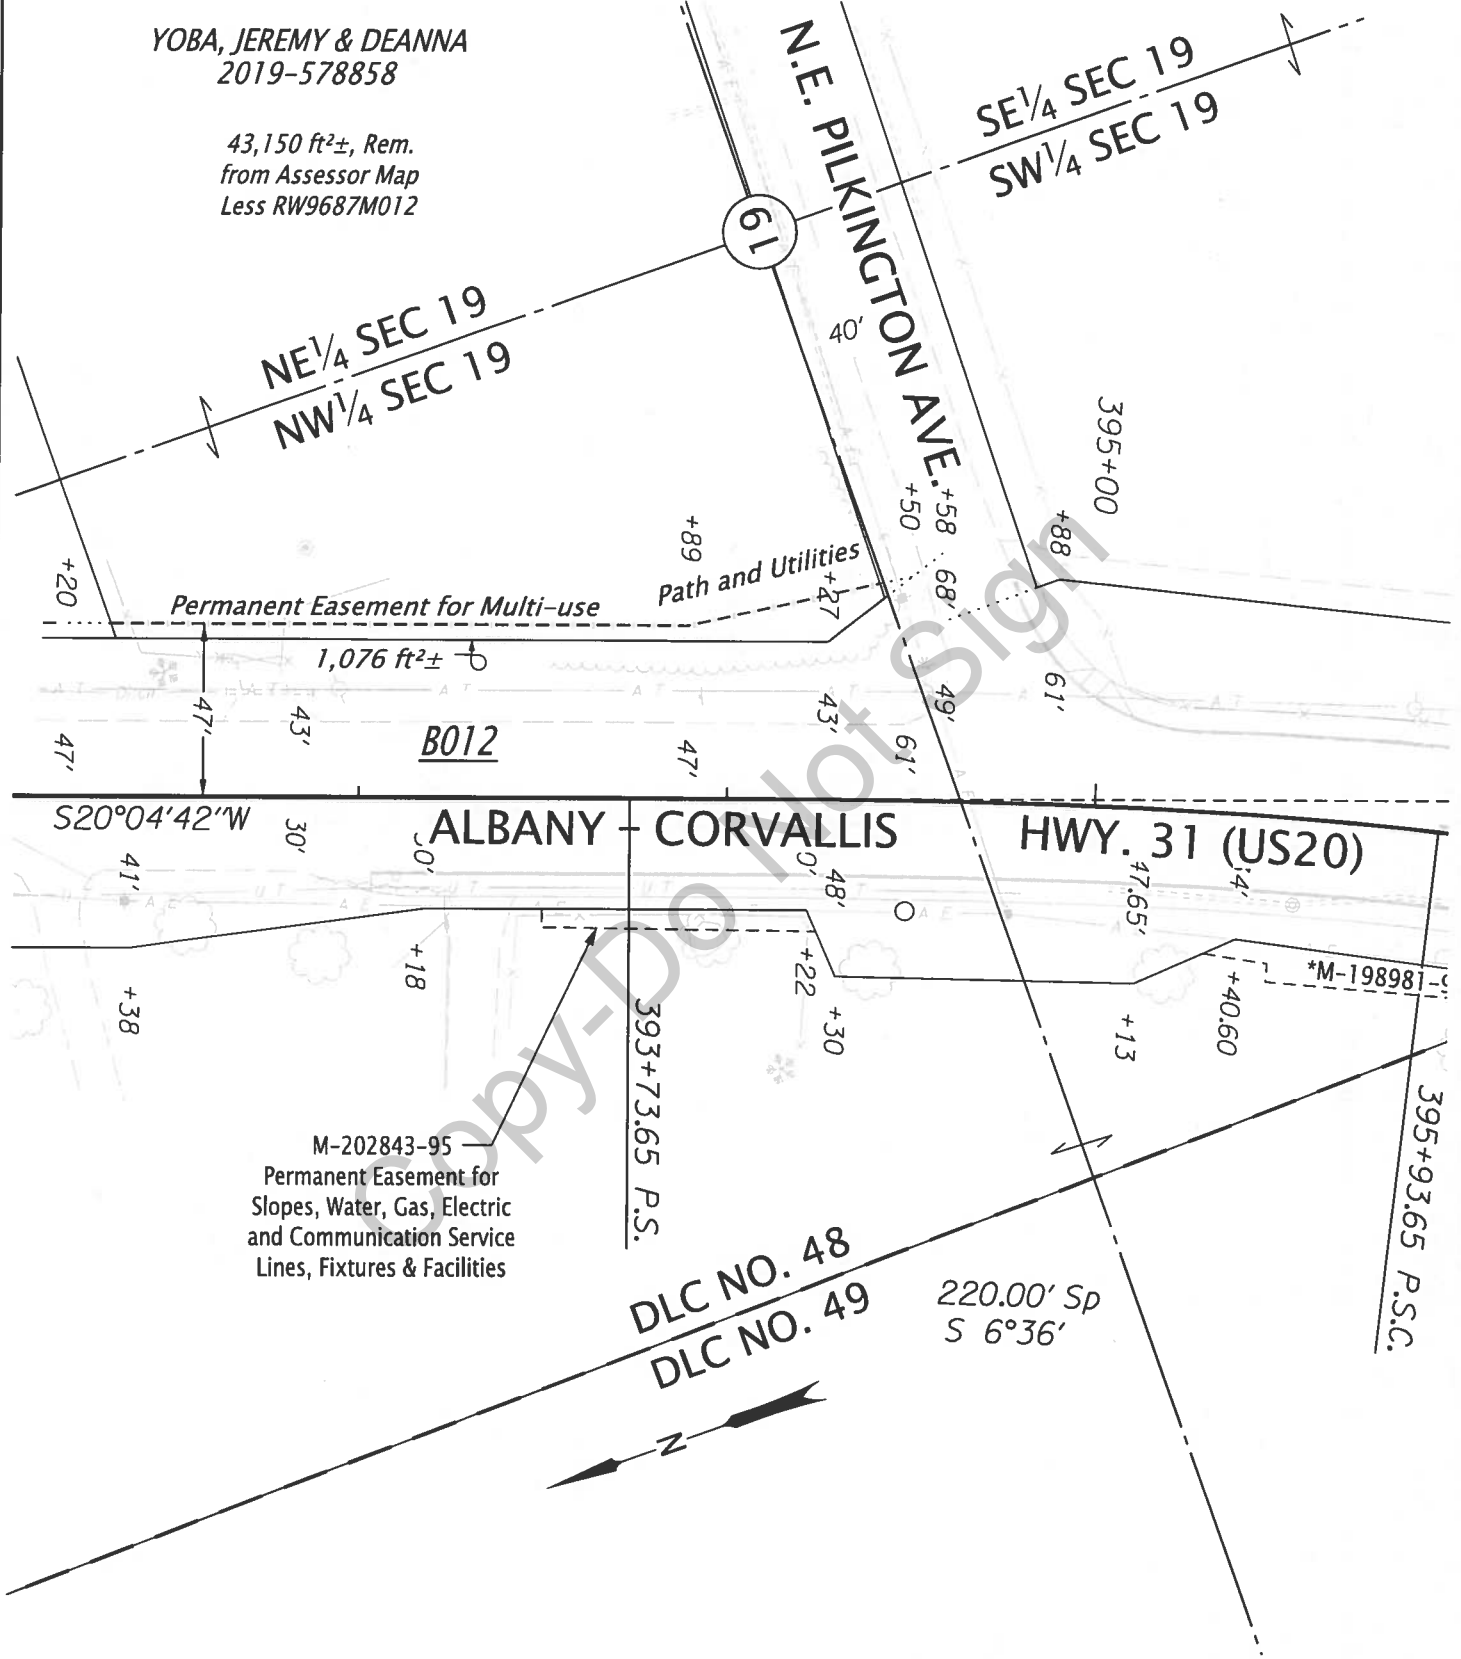 YOBA, JEREMY & DEANNA
2019-578858
43,150 ft²±, Rem.
from Assessor Map
Less RW9687M012
N.E. PILKINGTON AVE.
SE¼ SEC 19
SW¼ SEC 19
19
NE¼ SEC 19
NW¼ SEC 19
40'
395+00
+50
+58
+88
+89
+20
+27
68'
Path and Utilities
Permanent Easement for Multi-use
1,076 ft²±
47'
43'
43'
49'
61'
47'
B012
47'
61'
S20°04'42"W
ALBANY - CORVALLIS
HWY. 31 (US20)
30'
0'
0'
41'
48'
47.65'
4'
+18
+22
+38
+30
+13
+40.60
*M-198981-9
393+73.65 P.S.
395+93.65 P.S.C.
M-202843-95
Permanent Easement for
Slopes, Water, Gas, Electric
and Communication Service
Lines, Fixtures & Facilities
DLC NO. 48
DLC NO. 49
220.00' Sp
S 6°36'
N
Copy-Do Not Sign